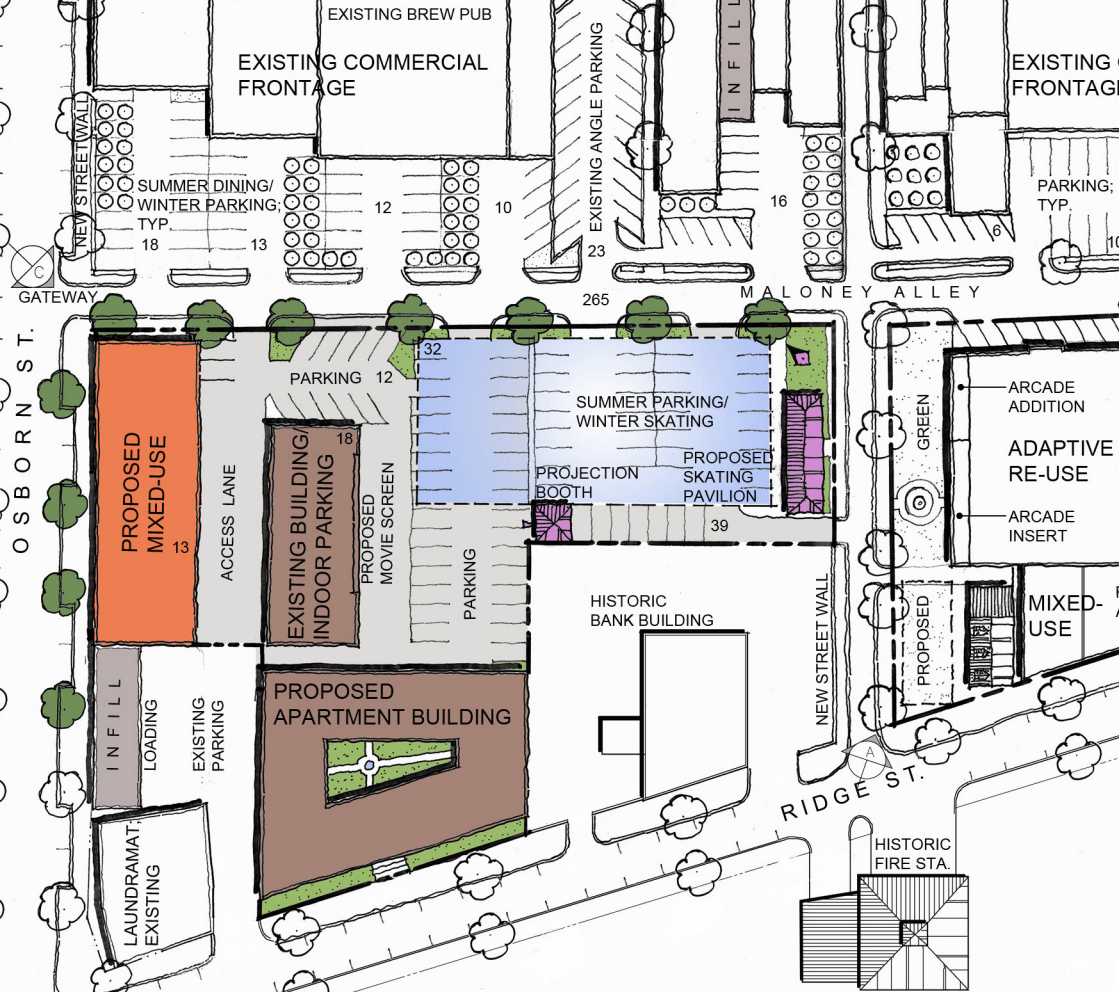 EXISTING BREW PUB
EXISTING COMMERCIAL
FRONTAGE
EXISTING ANGLE PARKING
INFILL
EXISTING
FRONTAGE
NEW STREETWALL
SUMMER DINING/
WINTER PARKING;
TYP.
18
13
12
10
23
16
PARKING;
TYP.
6
10
C
GATEWAY
265
MALONEY ALLEY
OSBORN ST.
32
PARKING 12
SUMMER PARKING/
WINTER SKATING
PROJECTION
BOOTH
PROPOSED
SKATING
PAVILION
39
PROPOSED
MIXED-USE
13
ACCESS LANE
EXISTING BUILDING/
INDOOR PARKING
18
PROPOSED
MOVIE SCREEN
PARKING
GREEN
ARCADE
ADDITION
ADAPTIVE
RE-USE
ARCADE
INSERT
HISTORIC
BANK BUILDING
NEW STREET WALL
PROPOSED
MIXED-
USE
PROPOSED
APARTMENT BUILDING
INFILL
LOADING
EXISTING
PARKING
A
RIDGE ST.
LAUNDRAMAT;
EXISTING
HISTORIC
FIRE STA.